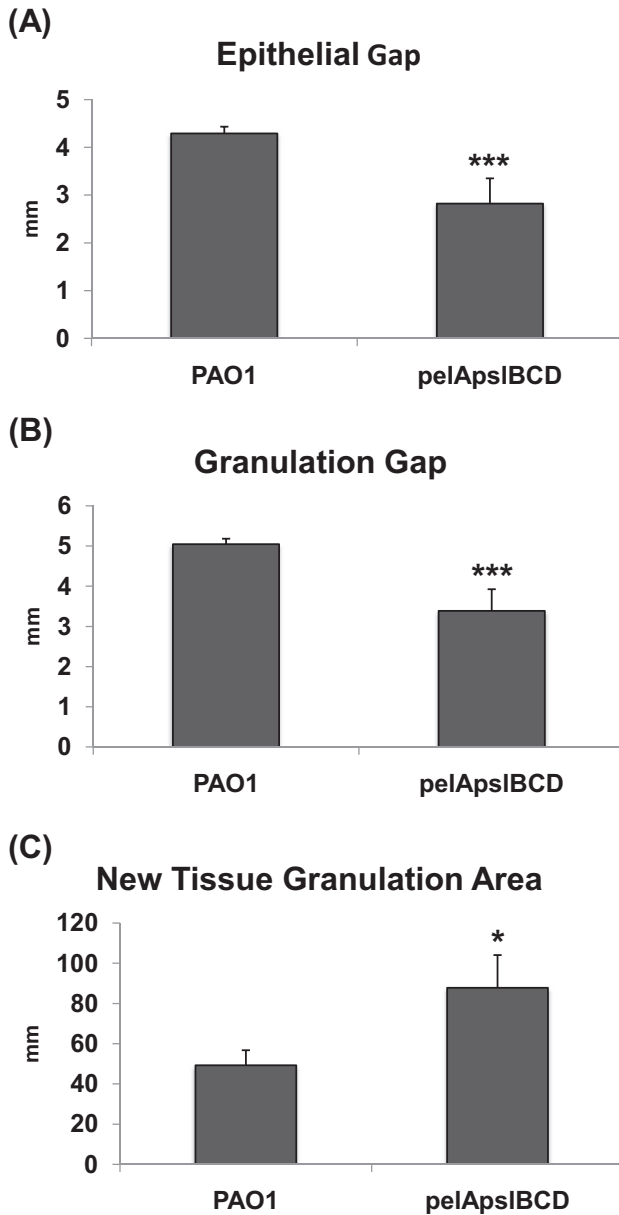 (A)
Epithelial Gap
5
4
3
2
1
0
mm
***
PAO1 pelApslBCD
(B)
Granulation Gap
6
5
4
3
2
1
0
mm
***
PAO1 pelApslBCD
(C)
New Tissue Granulation Area
120
100
80
60
40
20
0
mm
*
PAO1 pelApslBCD